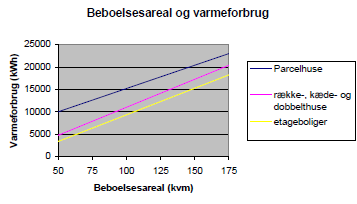 Beboelsesareal og varmeforbrug
Varmeforbrug (kWh)
25000
20000
15000
10000
5000
0
50 75 100 125 150 175
Beboelsesareal (kvm)
Parcelhuse
række-, kæde- og
dobbelthuse
etageboliger